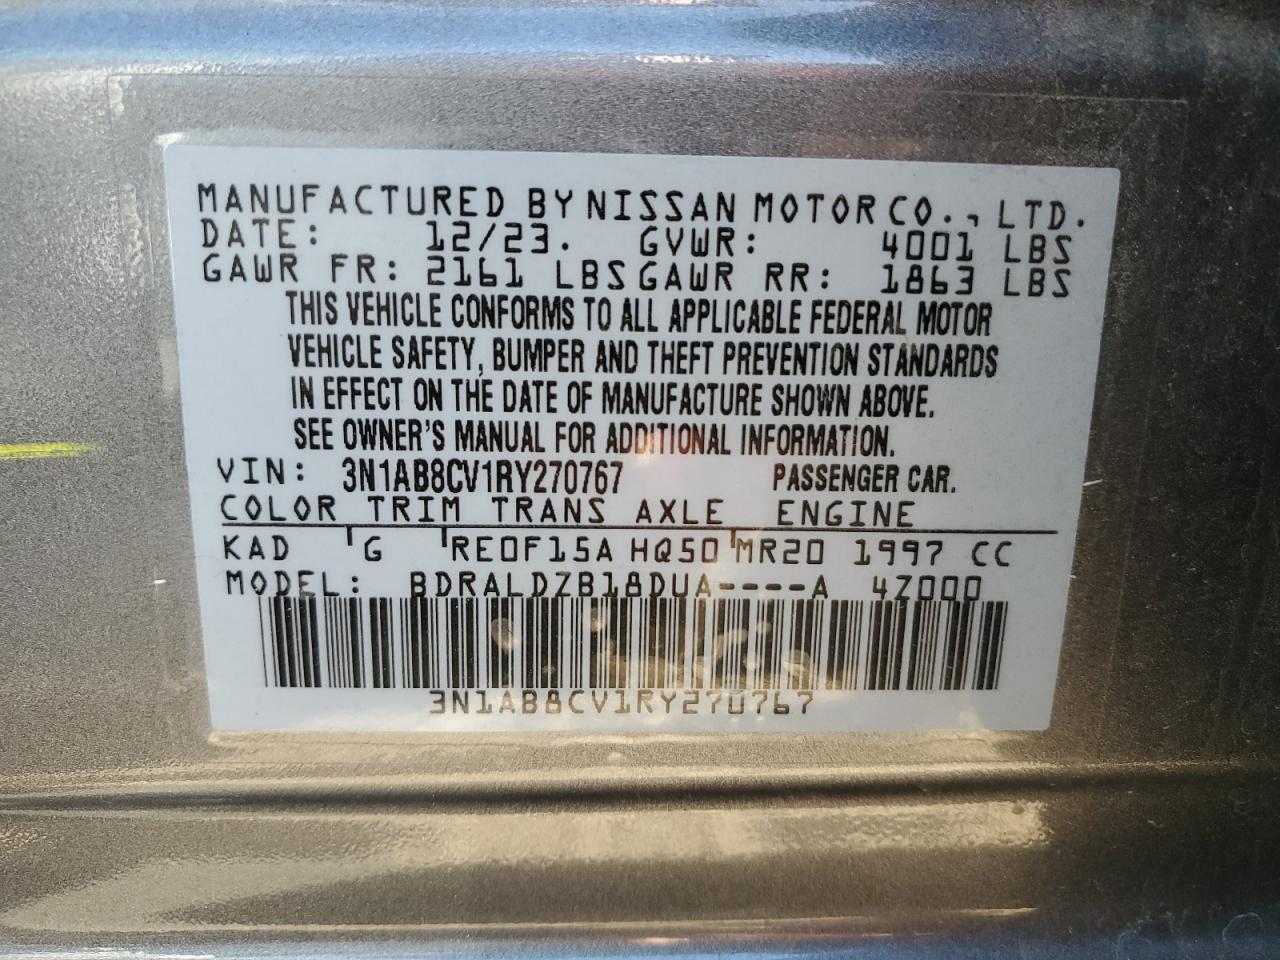 MANUFACTURED BY NISSAN MOTOR CO., LTD.
DATE: 12/23. GVWR: 4001 LBS
GAWR FR: 2161 LBS GAWR RR: 1863 LBS
THIS VEHICLE CONFORMS TO ALL APPLICABLE FEDERAL MOTOR
VEHICLE SAFETY, BUMPER AND THEFT PREVENTION STANDARDS
IN EFFECT ON THE DATE OF MANUFACTURE SHOWN ABOVE.
SEE OWNER'S MANUAL FOR ADDITIONAL INFORMATION.
VIN: 3N1AB8CV1RY270767 PASSENGER CAR.
COLOR TRIM TRANS AXLE ENGINE
KAD G RE0F15A HQ50 MR20 1997 CC
MODEL: BDRALDZB18DUA----A 4Z000
3N1AB8CV1RY270767